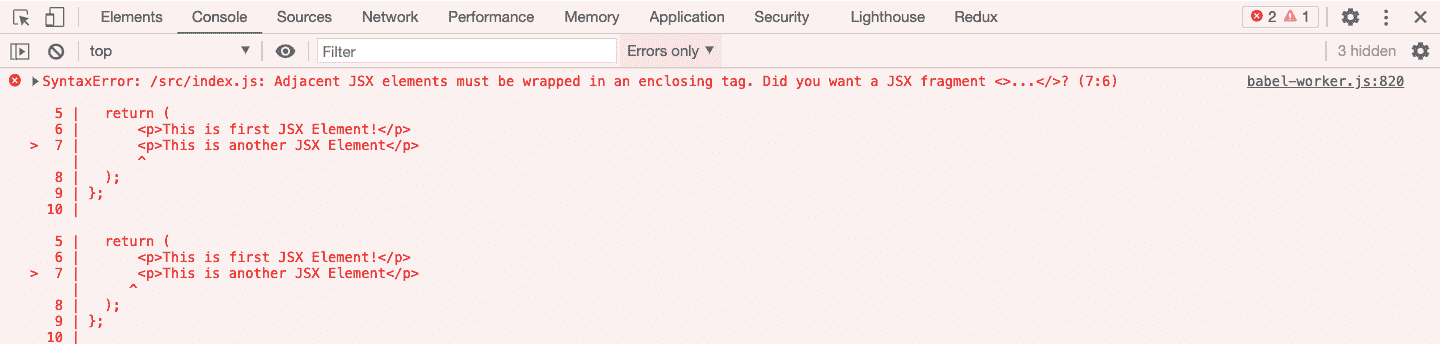 Elements Console Sources Network Performance Memory Application Security Lighthouse Redux 2 1
top ▼ Filter Errors only ▼ 3 hidden
▶SyntaxError: /src/index.js: Adjacent JSX elements must be wrapped in an enclosing tag. Did you want a JSX fragment <>...</>? (7:6) babel-worker.js:820
5 | return (
6 | <p>This is first JSX Element!</p>
> 7 | <p>This is another JSX Element</p>
| ^
8 | );
9 | };
10 |
5 | return (
6 | <p>This is first JSX Element!</p>
> 7 | <p>This is another JSX Element</p>
| ^
8 | );
9 | };
10 |